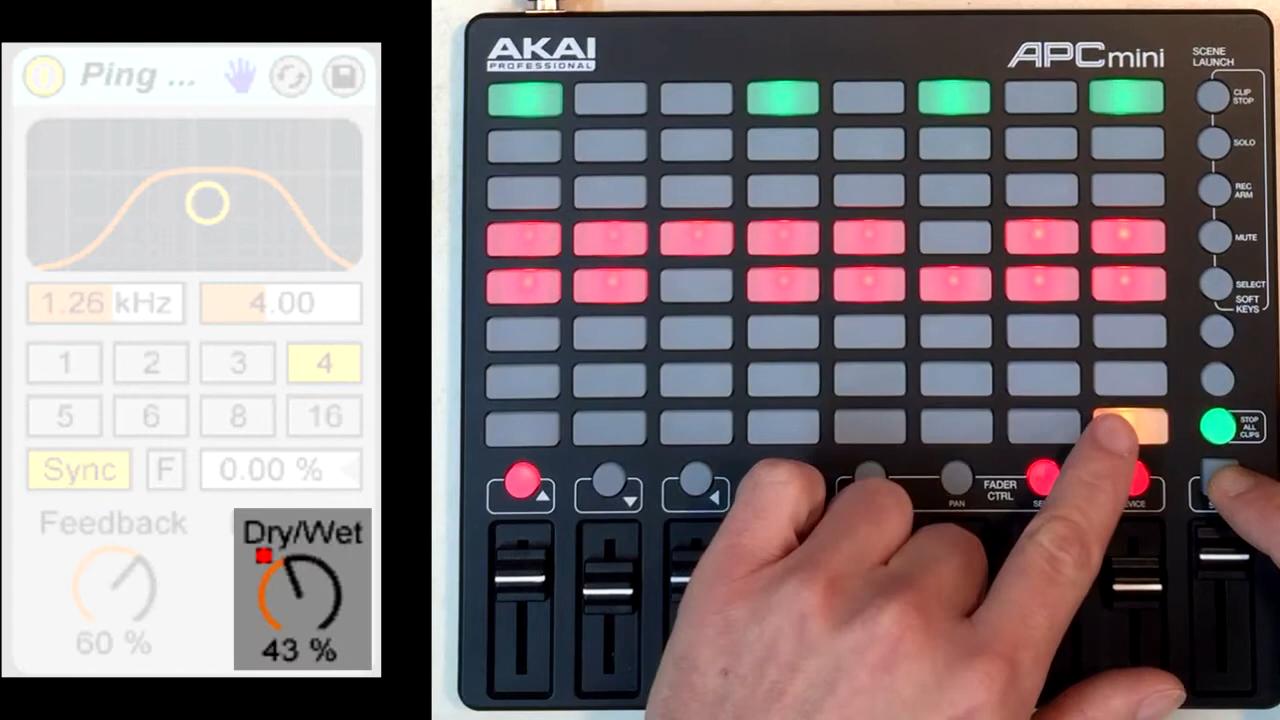 Ping ...
1.26 kHz
4.00
1
2
3
4
5
6
8
16
Sync
F
0.00 %
Feedback
Dry/Wet
60 %
43 %
AKAI
PROFESSIONAL
APC mini
SCENE
LAUNCH
CLIP
STOP
SOLO
REC
ARM
MUTE
SELECT
SOFT
KEYS
STOP
ALL
CLIPS
FADER
CTRL
PAN